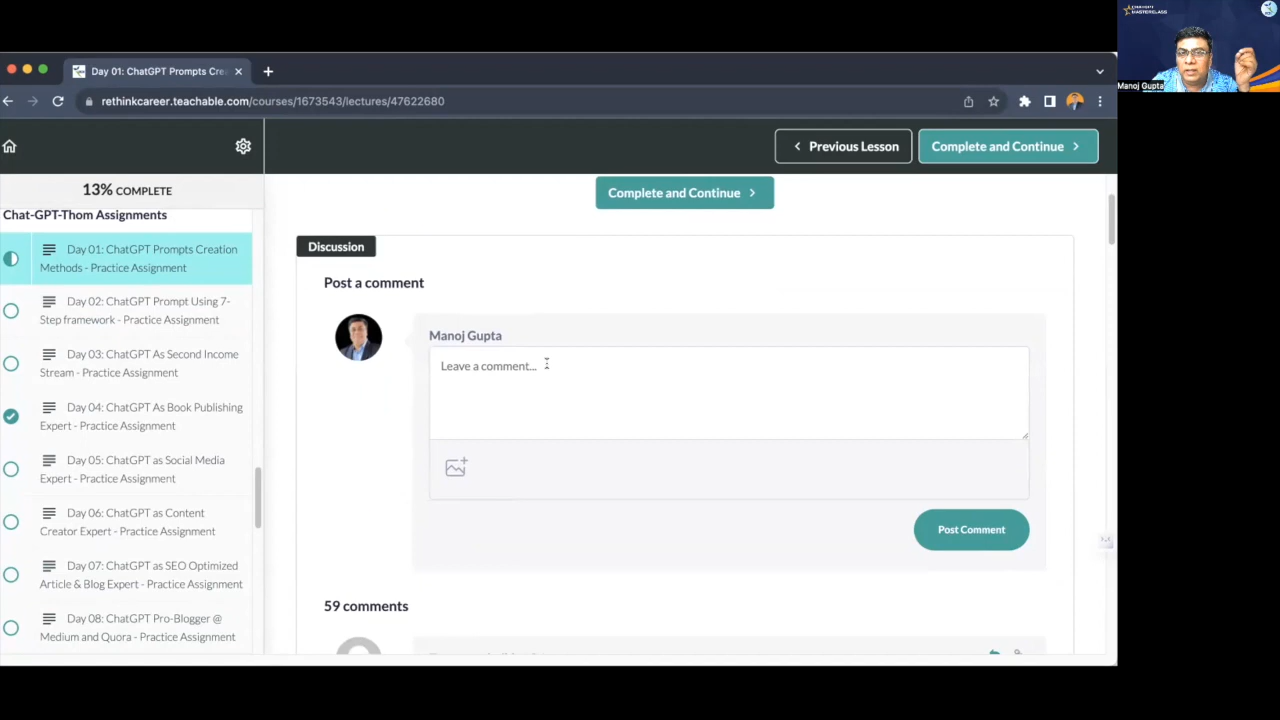 Day 01: ChatGPT Prompts Cre
rethinkcareer.teachable.com/courses/1673543/lectures/47622680
MASTERCLASS
Manoj Gupta
Previous Lesson
Complete and Continue
13% COMPLETE
Chat-GPT-Thom Assignments
Day 01: ChatGPT Prompts Creation
Methods - Practice Assignment
Day 02: ChatGPT Prompt Using 7-
Step framework - Practice Assignment
Day 03: ChatGPT As Second Income
Stream - Practice Assignment
Day 04: ChatGPT As Book Publishing
Expert - Practice Assignment
Day 05: ChatGPT as Social Media
Expert - Practice Assignment
Day 06: ChatGPT as Content
Creator Expert - Practice Assignment
Day 07: ChatGPT as SEO Optimized
Article & Blog Expert - Practice Assignment
Day 08: ChatGPT Pro-Blogger @
Medium and Quora - Practice Assignment
Complete and Continue
Discussion
Post a comment
Manoj Gupta
Leave a comment...
Post Comment
59 comments